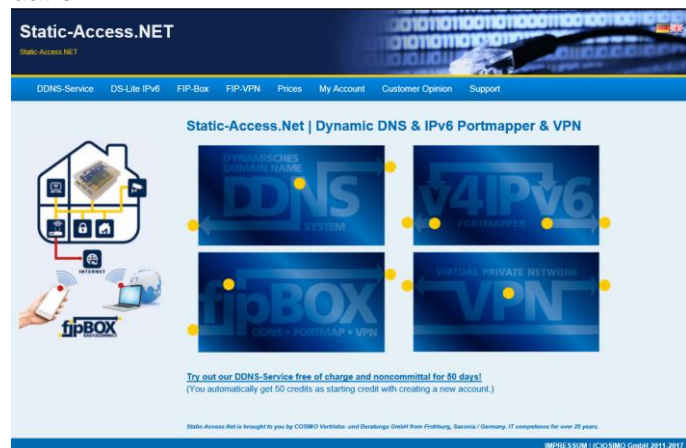 Static-Access.NET
Static-Access.NET
DDNS-Service DS-Lite IPv6 FIP-Box FIP-VPN Prices My Account Customer Opinion Support
Static-Access.Net | Dynamic DNS & IPv6 Portmapper & VPN
DYNAMISCHES
DOMAIN NAME
DDNS
SYSTEM
v4IPv6
PORTMAPPER
fipBOX
DDNS • PORTMAP • VPN
VIRTUAL PRIVATE NETWORK
VPN
INTERNET
fipBOX
EASY2CONNECT
Try out our DDNS-Service free of charge and noncommittal for 50 days!
(You automatically get 50 credits as starting credit with creating a new account.)
Static-Access.Net is brought to you by COSIMO Vertriebs- und Beratungs GmbH from Frohburg, Saxonia / Germany. IT competence for over 25 years.
IMPRESSUM | (C)OSIMO GmbH 2011-2017